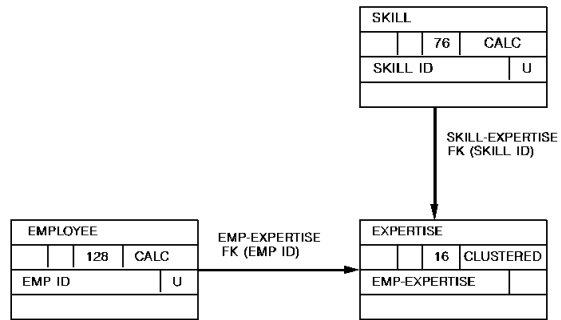 SKILL
76 CALC
SKILL ID U
SKILL-EXPERTISE
FK (SKILL ID)
EMPLOYEE
128 CALC
EMP ID U
EMP-EXPERTISE
FK (EMP ID)
EXPERTISE
16 CLUSTERED
EMP-EXPERTISE